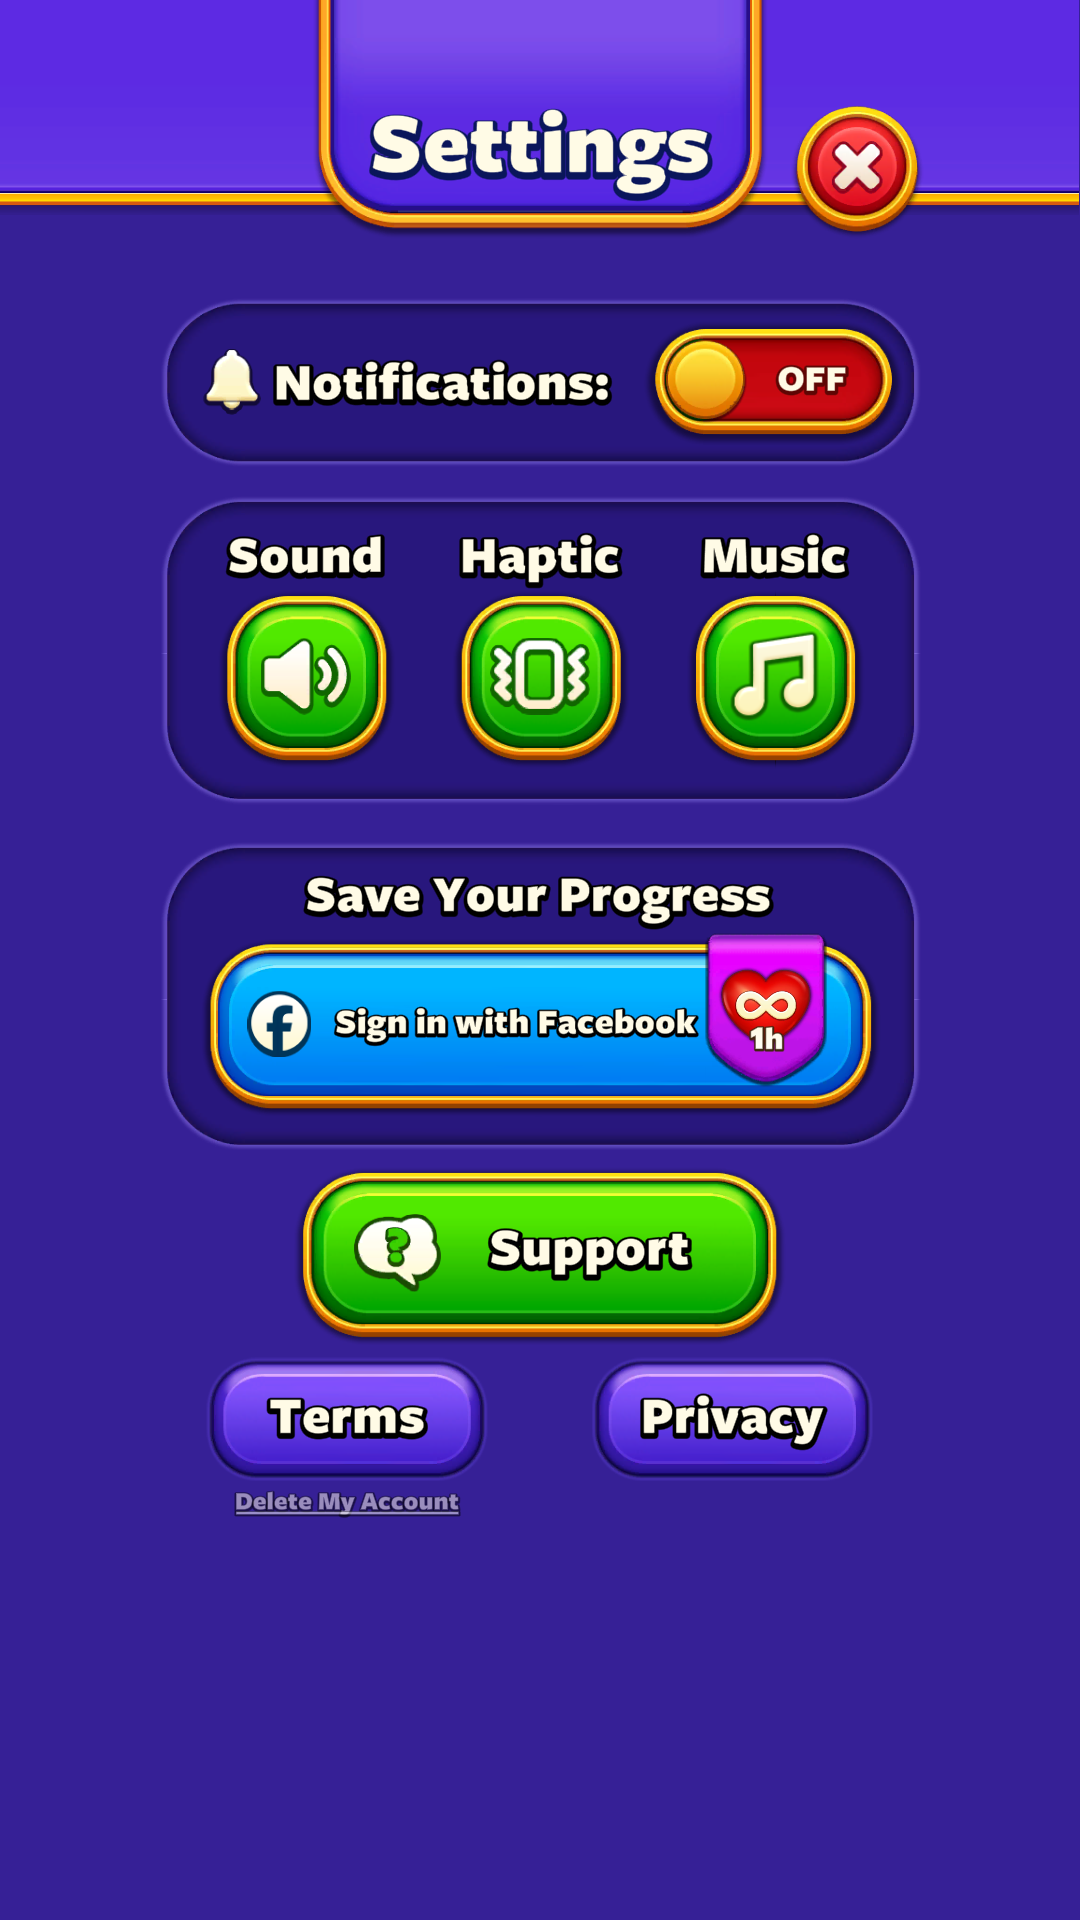 Settings
Notifications:
OFF
Sound Haptic Music
Save Your Progress
Sign in with Facebook
1h
Support
Terms Privacy
Delete My Account